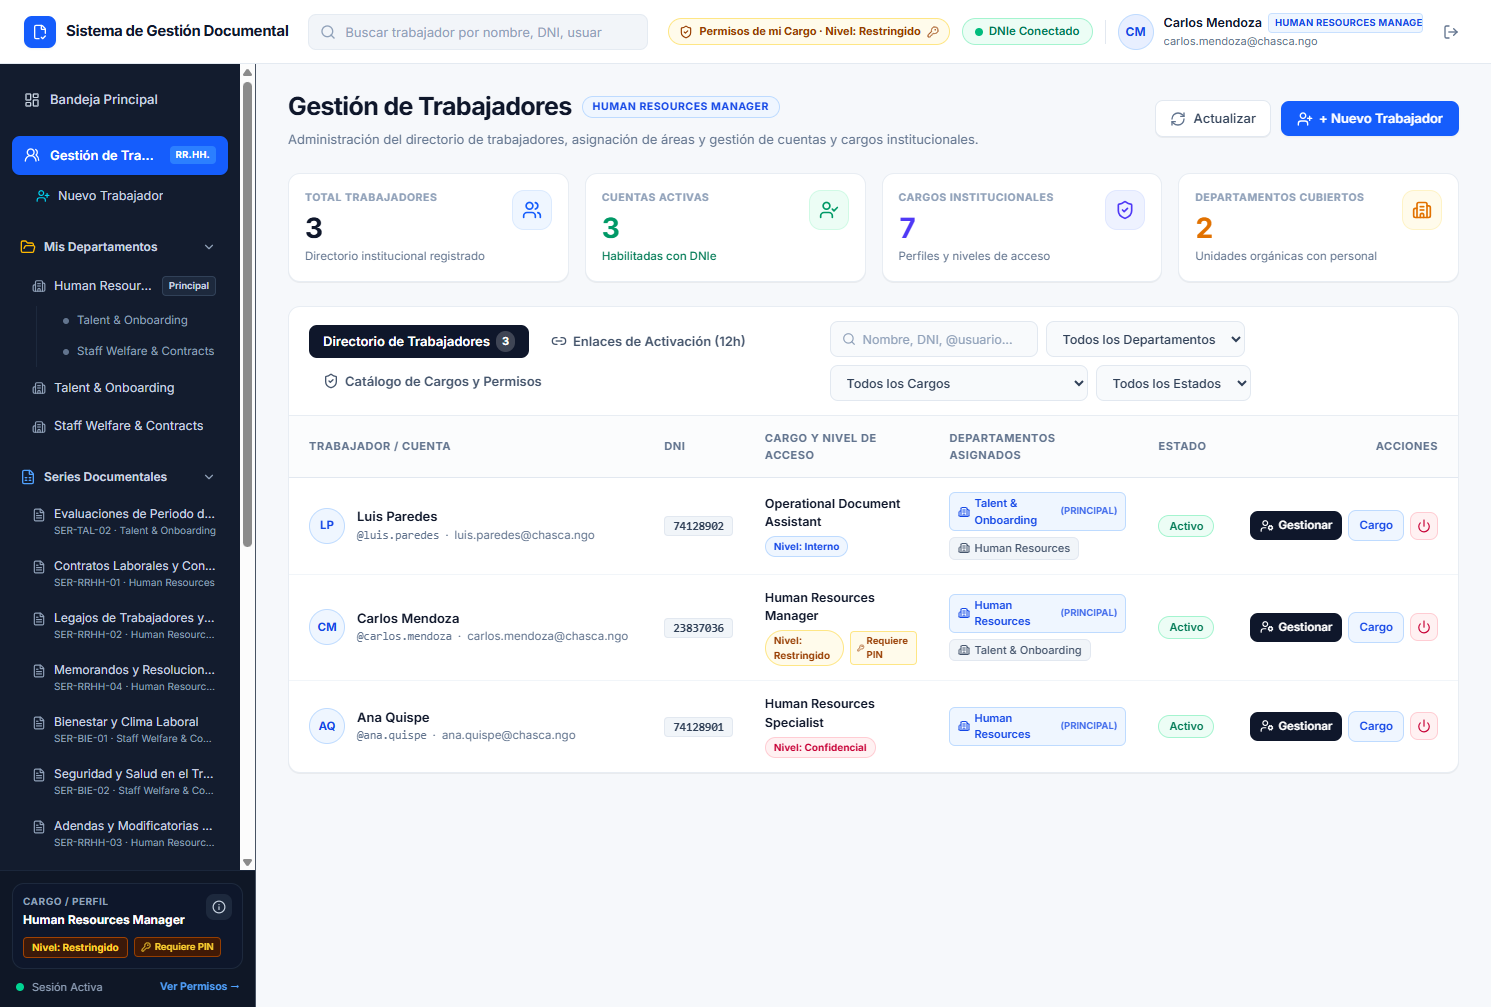 Sistema de Gestión Documental
Buscar trabajador por nombre, DNI, usuar
Permisos de mi Cargo · Nivel: Restringido
DNIe Conectado
CM
Carlos Mendoza
HUMAN RESOURCES MANAGE
carlos.mendoza@chasca.ngo
Bandeja Principal
Gestión de Tra...
RR.HH.
Nuevo Trabajador
Mis Departamentos
Human Resour...
Principal
Talent & Onboarding
Staff Welfare & Contracts
Talent & Onboarding
Staff Welfare & Contracts
Series Documentales
Evaluaciones de Periodo d...
SER-TAL-02 · Talent & Onboarding
Contratos Laborales y Con...
SER-RRHH-01 · Human Resources
Legajos de Trabajadores y...
SER-RRHH-02 · Human Resourc...
Memorandos y Resolucion...
SER-RRHH-04 · Human Resourc...
Bienestar y Clima Laboral
SER-BIE-01 · Staff Welfare & Co...
Seguridad y Salud en el Tr...
SER-BIE-02 · Staff Welfare & Co...
Adendas y Modificatorias ...
SER-RRHH-03 · Human Resourc...
CARGO / PERFIL
Human Resources Manager
Nivel: Restringido
Requiere PIN
Sesión Activa
Ver Permisos →
Gestión de Trabajadores
HUMAN RESOURCES MANAGER
Administración del directorio de trabajadores, asignación de áreas y gestión de cuentas y cargos institucionales.
Actualizar
+ Nuevo Trabajador
TOTAL TRABAJADORES
3
Directorio institucional registrado
CUENTAS ACTIVAS
3
Habilitadas con DNIe
CARGOS INSTITUCIONALES
7
Perfiles y niveles de acceso
DEPARTAMENTOS CUBIERTOS
2
Unidades orgánicas con personal
Directorio de Trabajadores 3
Enlaces de Activación (12h)
Catálogo de Cargos y Permisos
Nombre, DNI, @usuario...
Todos los Departamentos
Todos los Cargos
Todos los Estados
TRABAJADOR / CUENTA
DNI
CARGO Y NIVEL DE
ACCESO
DEPARTAMENTOS
ASIGNADOS
ESTADO
ACCIONES
LP
Luis Paredes
@luis.paredes · luis.paredes@chasca.ngo
74128902
Operational Document
Assistant
Nivel: Interno
Talent &
Onboarding
(PRINCIPAL)
Human Resources
Activo
Gestionar
Cargo
CM
Carlos Mendoza
@carlos.mendoza · carlos.mendoza@chasca.ngo
23837036
Human Resources
Manager
Nivel:
Restringido
Requiere
PIN
Human
Resources
(PRINCIPAL)
Talent & Onboarding
Activo
Gestionar
Cargo
AQ
Ana Quispe
@ana.quispe · ana.quispe@chasca.ngo
74128901
Human Resources
Specialist
Nivel: Confidencial
Human
Resources
(PRINCIPAL)
Activo
Gestionar
Cargo